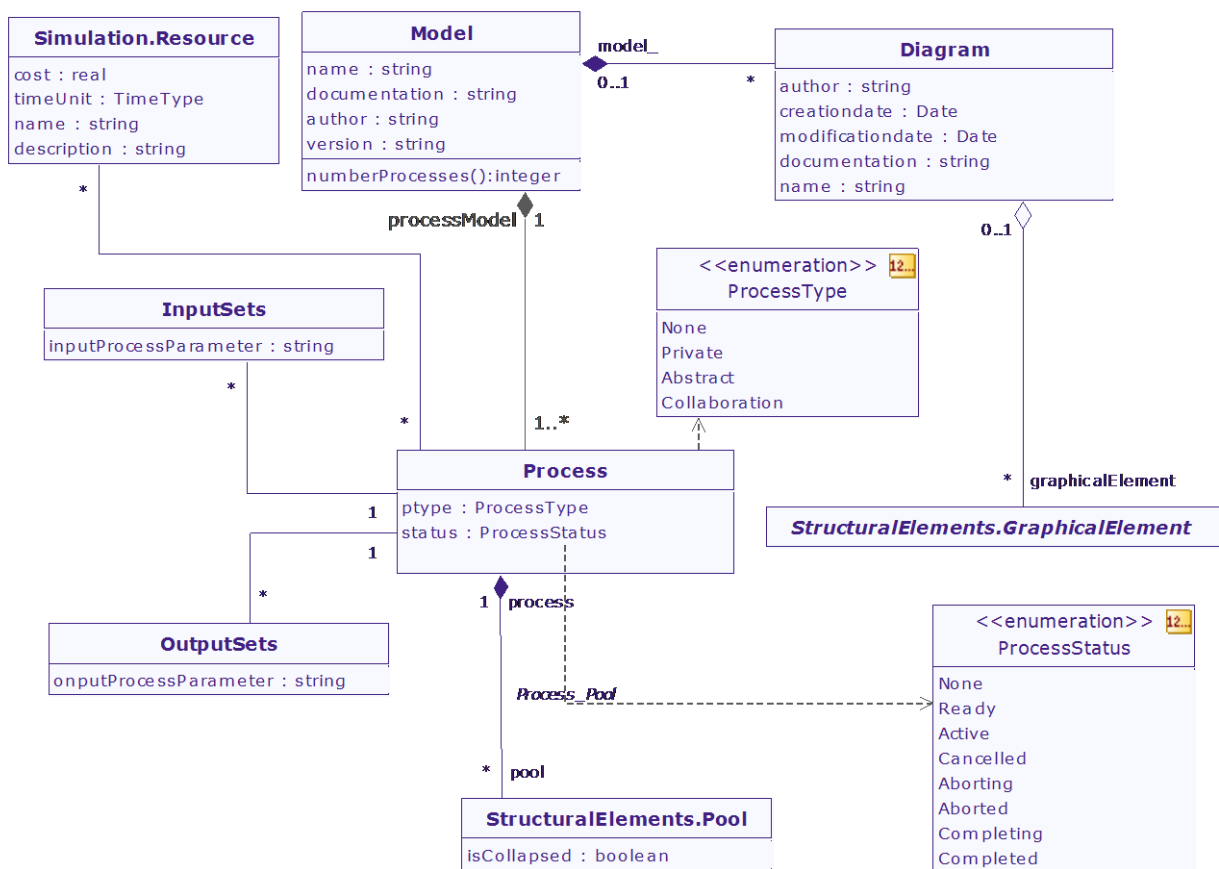 Simulation.Resource
cost : real
timeUnit : TimeType
name : string
description : string
*
Model
name : string
documentation : string
author : string
version : string
numberProcesses():integer
model_
0..1
*
Diagram
author : string
creationdate : Date
modificationdate : Date
documentation : string
name : string
processModel 1
0..1
<<enumeration>>
12...
ProcessType
None
Private
Abstract
Collaboration
InputSets
inputProcessParameter : string
*
*
1..*
Process
ptype : ProcessType
status : ProcessStatus
1
1
* graphicalElement
StructuralElements.GraphicalElement
*
OutputSets
onputProcessParameter : string
1 process
Process_Pool
* pool
StructuralElements.Pool
isCollapsed : boolean
<<enumeration>>
12...
ProcessStatus
None
Ready
Active
Cancelled
Aborting
Aborted
Completing
Completed